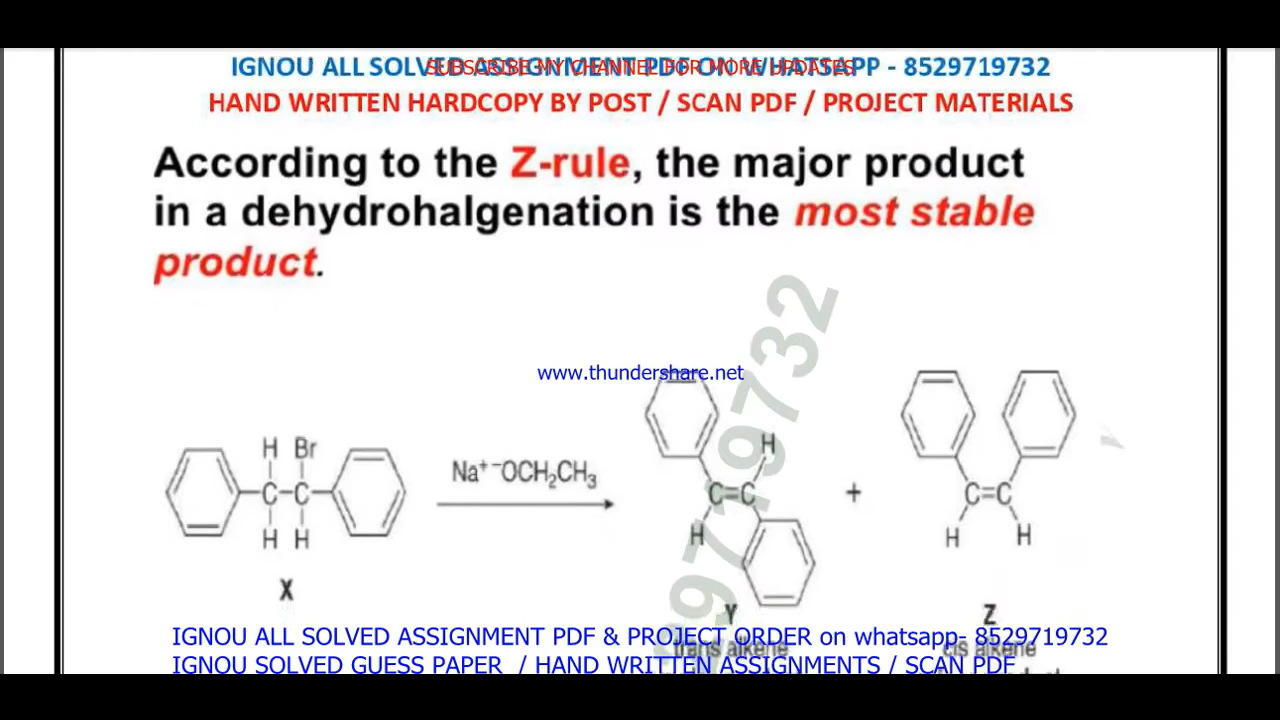 IGNOU ALL SOLVED ASSIGNMENT PDF ON WHATSAPP - 8529719732
SUBSCRIBE MY CHANNEL FOR MORE UPDATES
HAND WRITTEN HARDCOPY BY POST / SCAN PDF / PROJECT MATERIALS
According to the Z-rule, the major product
in a dehydrohalgenation is the most stable
product.
www.thundershare.net
H Br
C-C
H H
X
Na⁺ ⁻OCH₂CH₃
H
C=C
H
Y
trans alkene
+
C=C
H H
Z
cis alkene
IGNOU ALL SOLVED ASSIGNMENT PDF & PROJECT ORDER on whatsapp- 8529719732
IGNOU SOLVED GUESS PAPER / HAND WRITTEN ASSIGNMENTS / SCAN PDF